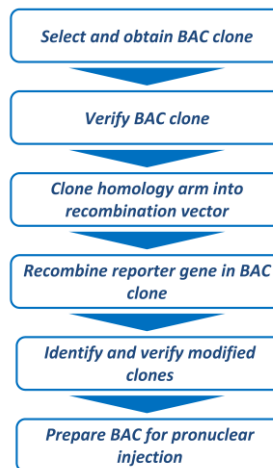 Select and obtain BAC clone
Verify BAC clone
Clone homology arm into
recombination vector
Recombine reporter gene in BAC
clone
Identify and verify modified
clones
Prepare BAC for pronuclear
injection